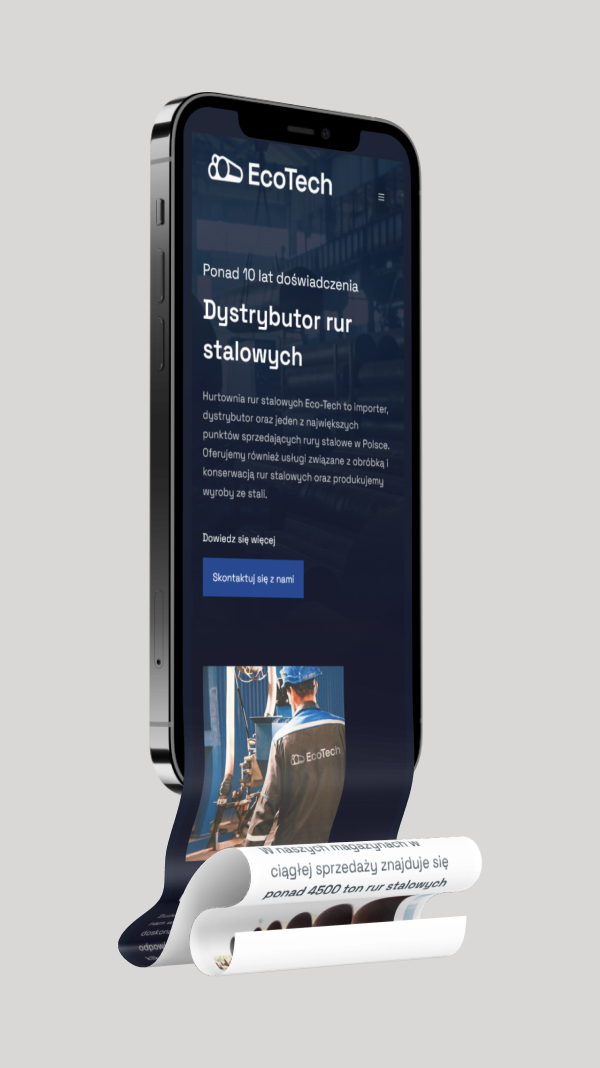 EcoTech
Ponad 10 lat doświadczenia
Dystrybutor rur
stalowych
Hurtownia rur stalowych Eco-Tech to importer,
dystrybutor oraz jeden z największych
punktów sprzedających rury stalowe w Polsce.
Oferujemy również usługi związane z obróbką i
konserwacją rur stalowych oraz produkujemy
wyroby ze stali.
Dowiedz się więcej
Skontaktuj się z nami
EcoTech
W naszych magazynach w
ciągłej sprzedaży znajduje się
ponad 4500 ton rur stalowych